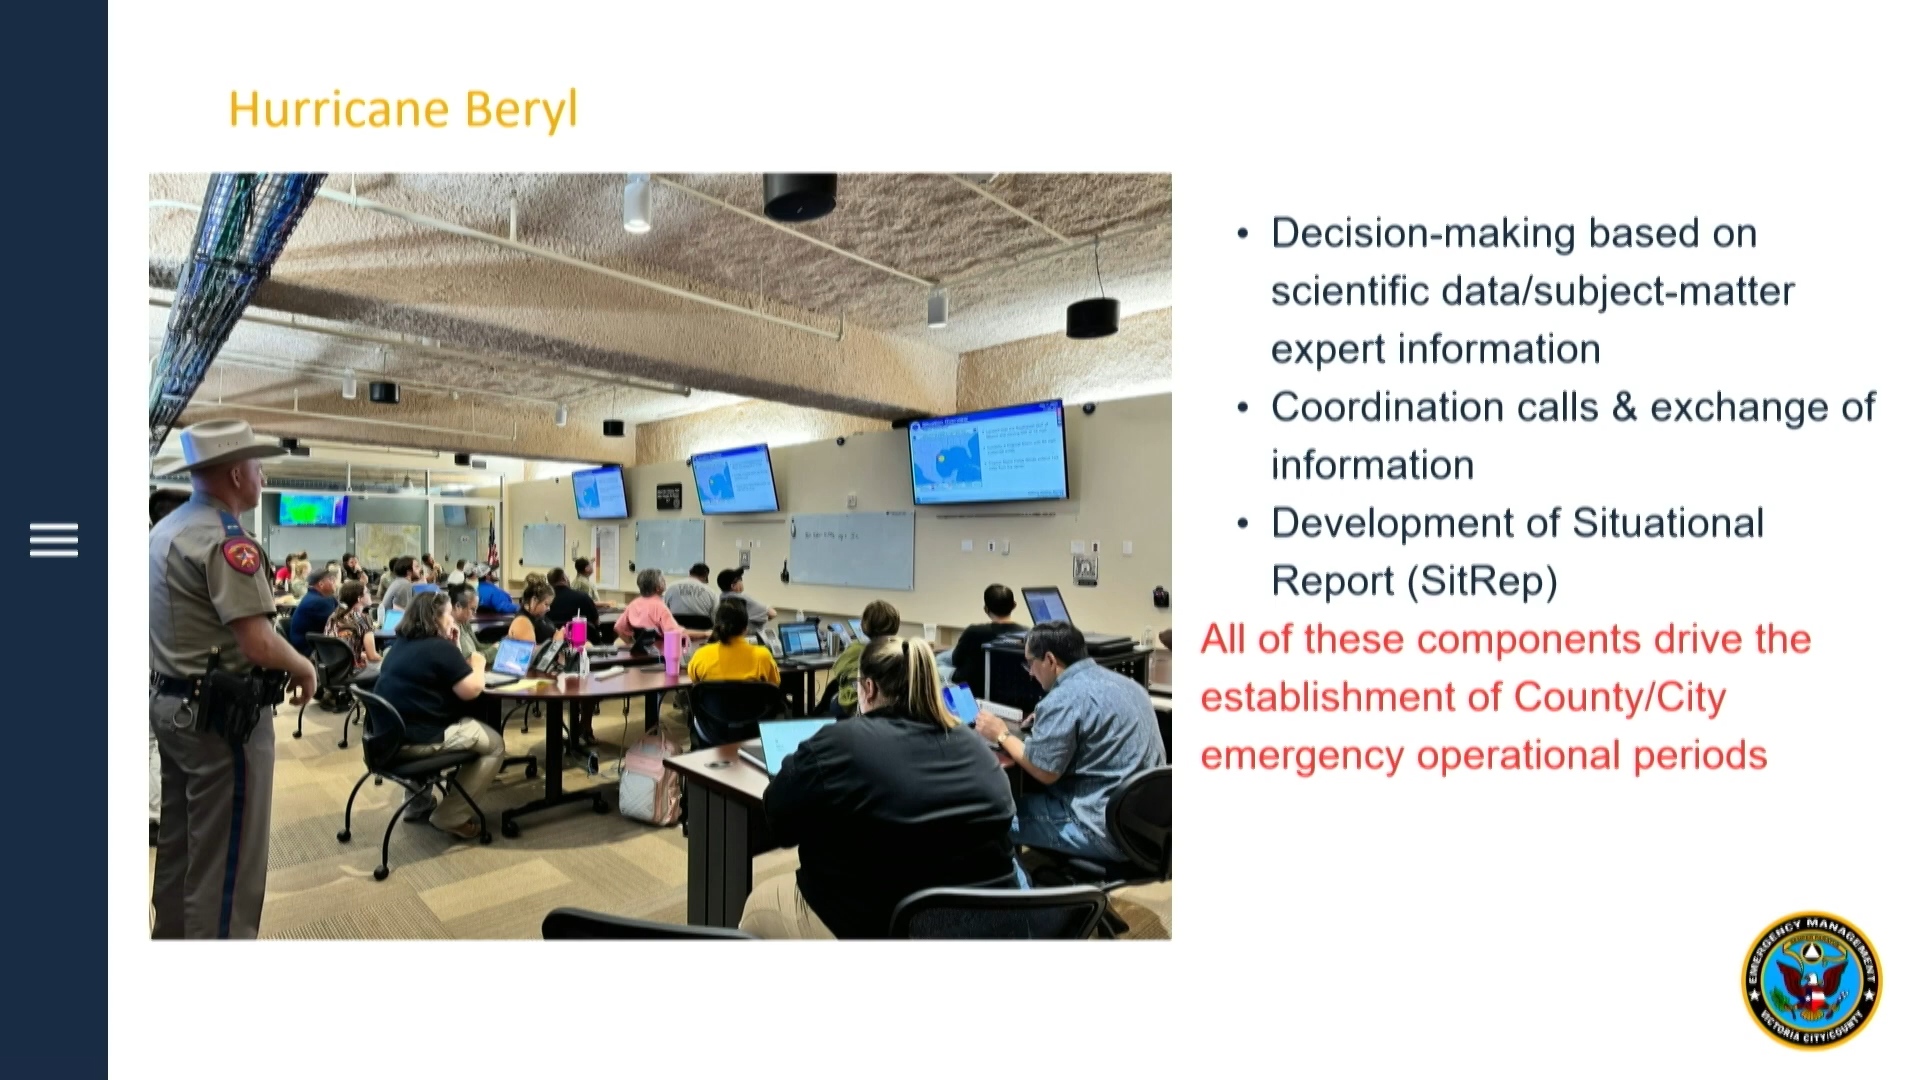 Hurricane Beryl
• Decision-making based on
scientific data/subject-matter
expert information
• Coordination calls & exchange of
information
• Development of Situational
Report (SitRep)
All of these components drive the
establishment of County/City
emergency operational periods
EMERGENCY MANAGEMENT
VICTORIA CITY/COUNTY